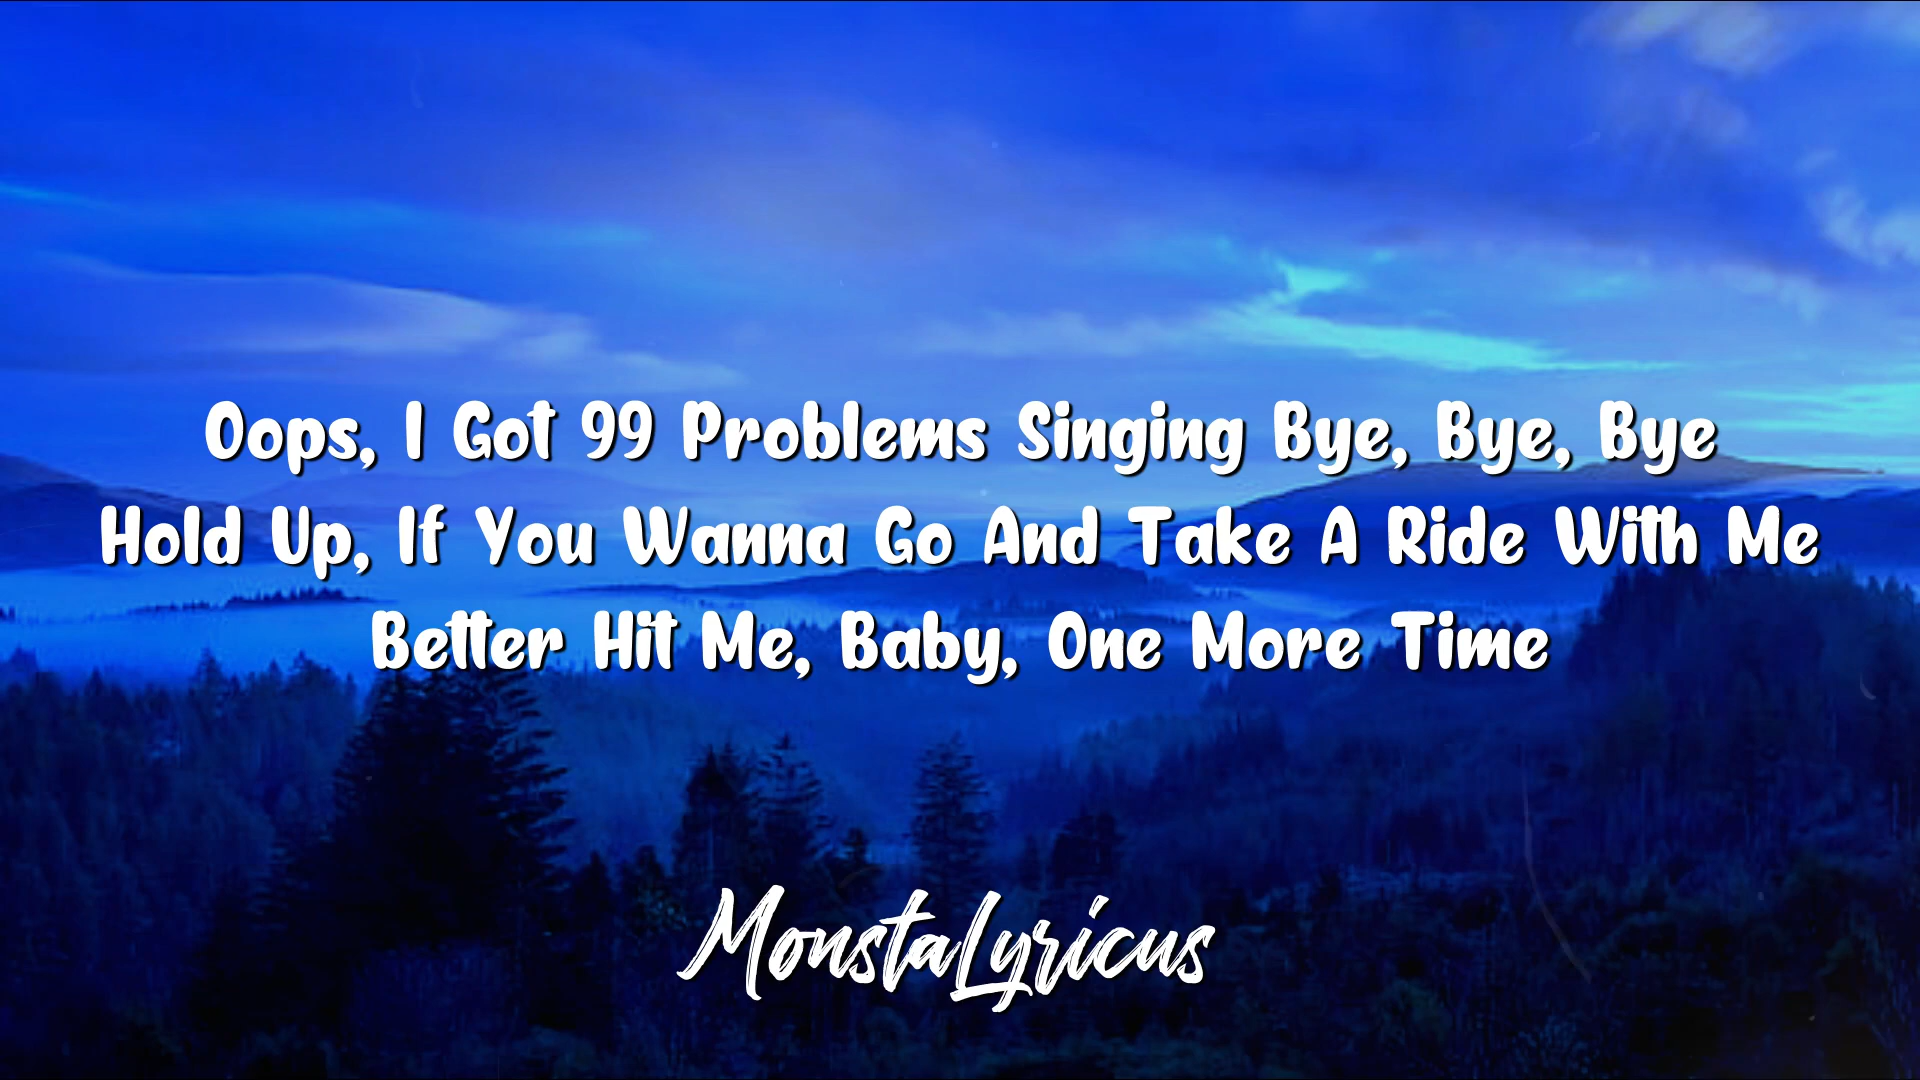 Oops, I Got 99 Problems Singing Bye, Bye, Bye
Hold Up, If You Wanna Go And Take A Ride With Me
Better Hit Me, Baby, One More Time
MonstaLyricus